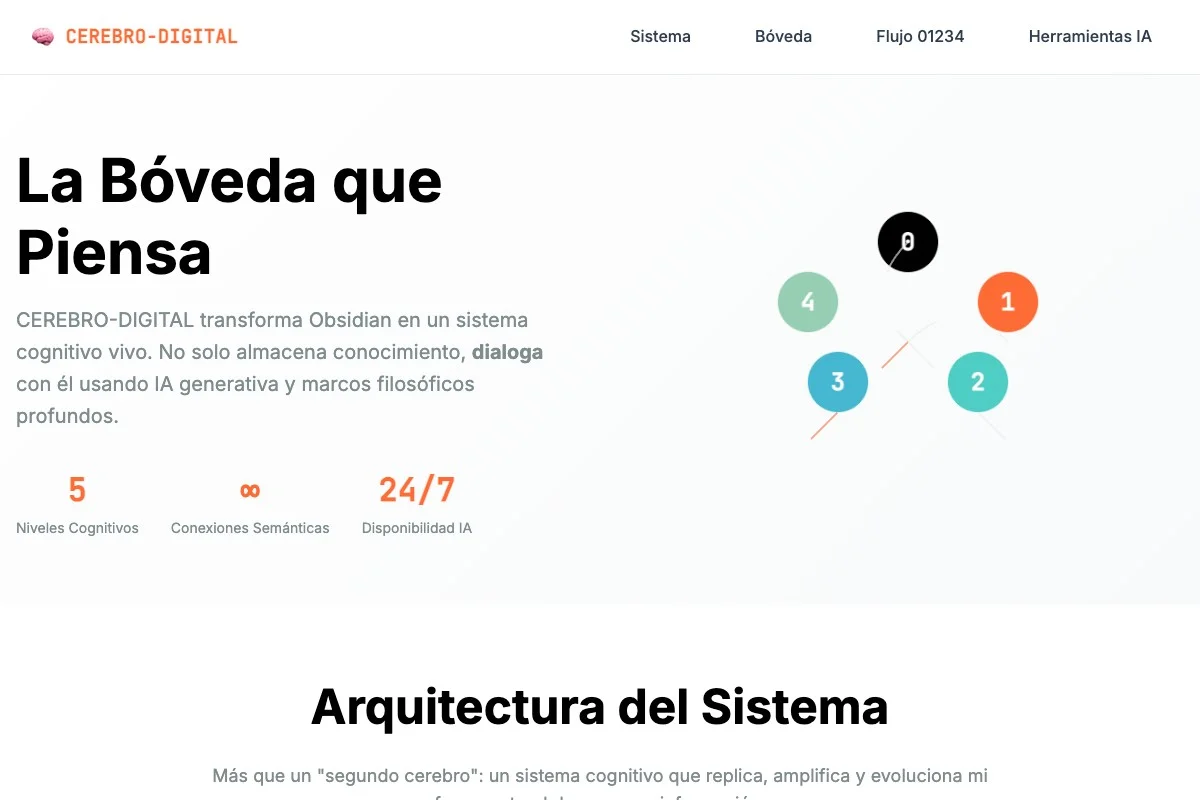 CEREBRO-DIGITAL
Sistema
Bóveda
Flujo 01234
Herramientas IA
La Bóveda que
Piensa
CEREBRO-DIGITAL transforma Obsidian en un sistema
cognitivo vivo. No solo almacena conocimiento, dialoga
con él usando IA generativa y marcos filosóficos
profundos.
5
Niveles Cognitivos
∞
Conexiones Semánticas
24/7
Disponibilidad IA
0
4
1
3
2
Arquitectura del Sistema
Más que un "segundo cerebro": un sistema cognitivo que replica, amplifica y evoluciona mi